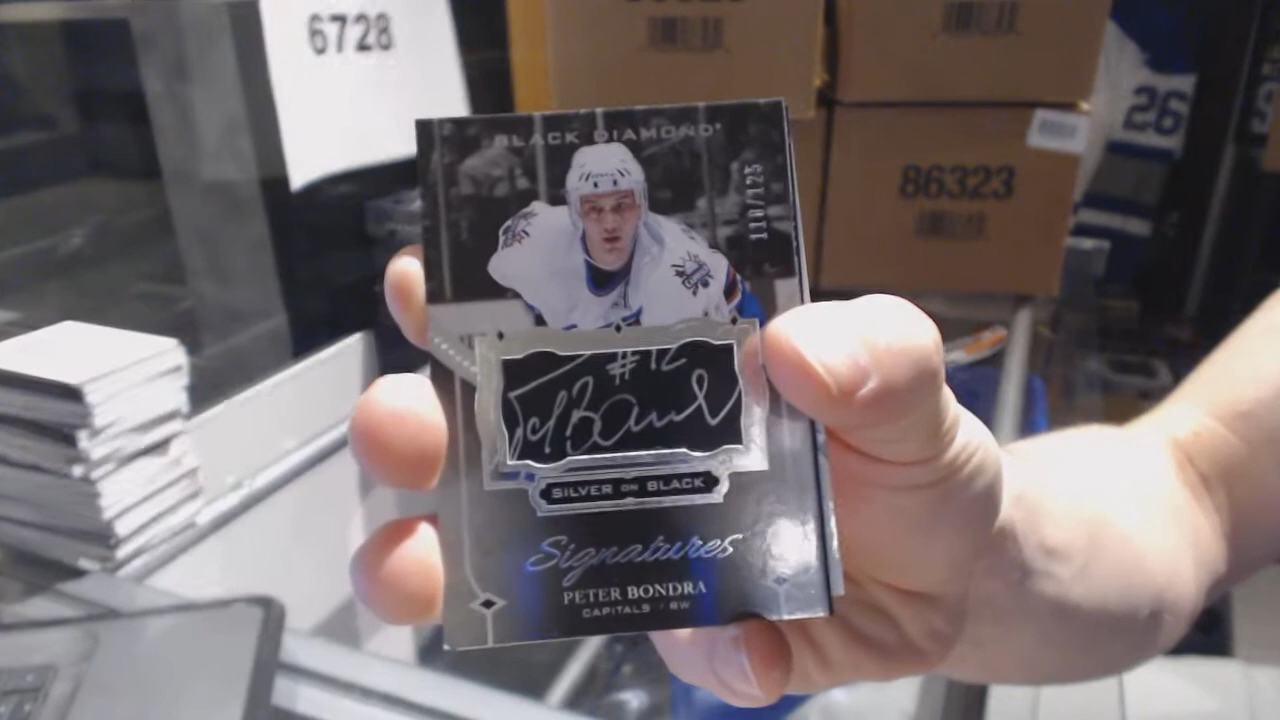 6728
86323
26
BLACK DIAMOND
110/125
#12
SILVER ON BLACK
Signatures
PETER BONDRA
CAPITALS / RW